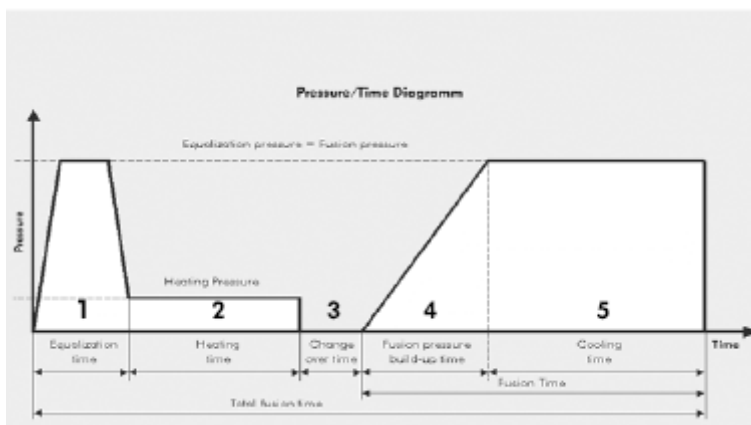 Pressure/Time Diagramm
Equalization pressure = Fusion pressure
Pressure
Heating Pressure
1
2
3
4
5
Equalization
time
Heating
time
Change
over time
Fusion pressure
build-up time
Cooling
time
Time
Fusion Time
Total fusion time